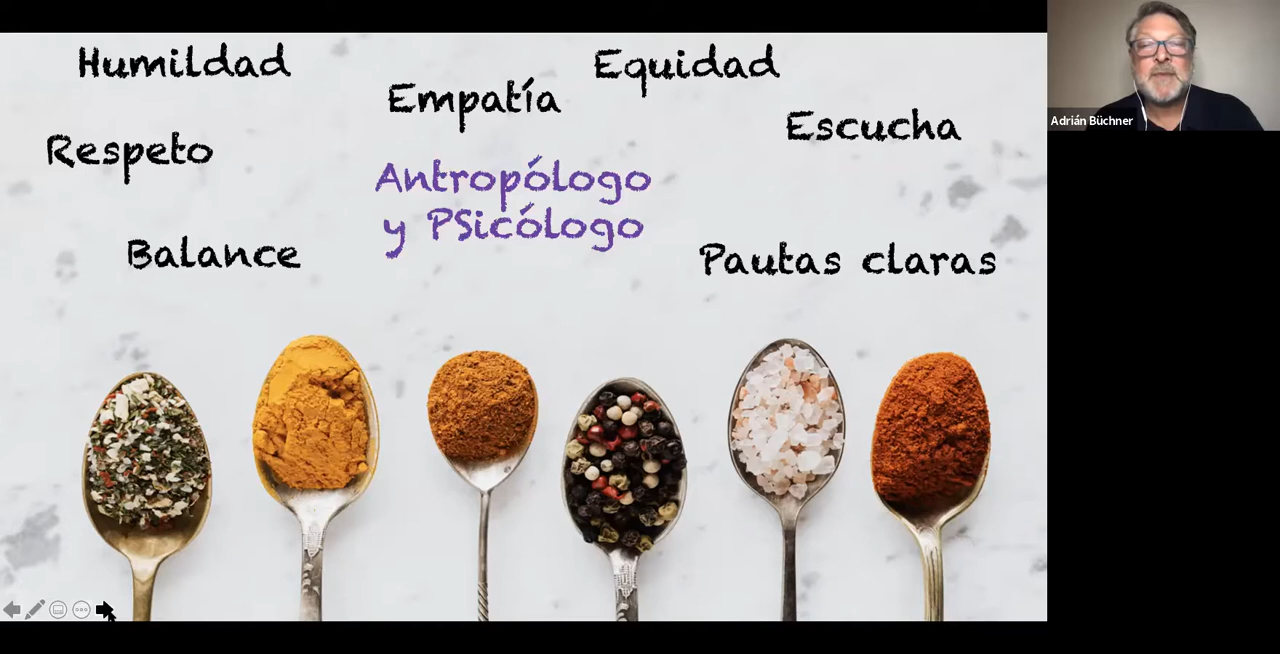 Humildad
Equidad
Empatía
Escucha
Respeto
Antropólogo
y PSicólogo
Balance
Pautas claras
Adrián Büchner